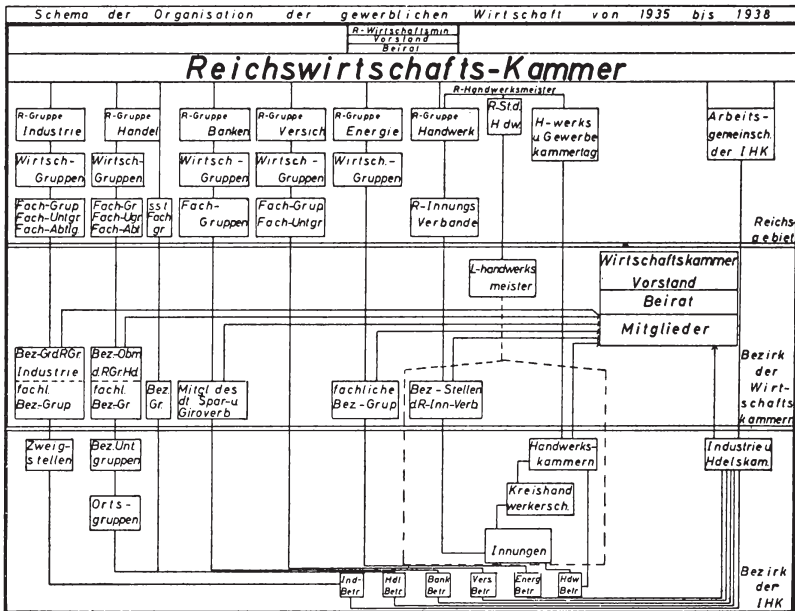 Schema der Organisation der gewerblichen Wirtschaft von 1935 bis 1938
R-Wirtschaftsmin
Vorstand
Beirat
Reichswirtschafts-Kammer
R-Handwerksmeister
R-Gruppe
Industrie
R-Gruppe
Handel
R-Gruppe
Banken
R-Gruppe
Versich
R-Gruppe
Energie
R-Gruppe
Handwerk
R-St.d.
Hdw
H-werks
u Gewerbe
kammertag
Arbeits-
gemeinsch.
der IHK
Wirtsch-
Gruppen
Wirtsch-
Gruppen
Wirtsch-
Gruppen
Wirtsch-
Gruppen
Wirtsch.-
Gruppen
Fach-Grup
Fach-Untgr
Fach-Abtlg
Fach-Gr
Fach-Ugr
Fach-Abt
sst
Fach
gr
Fach-
Gruppen
Fach-Grup
Fach-Untgr
R-Innungs
Verbande
Reichs-
gebiet
L-handwerks
meister
Wirtschaftskammer
Vorstand
Beirat
Mitglieder
Bez-GrdRGr.
Industrie
fachl.
Bez-Grup
Bez-Obm
d.RGrHd.
fachl.
Bez-Gr
Bez
Gr.
Mitgl des
dt Spar-u
Giroverb
fachliche
Bez-Grup
Bez-Stellen
dR-Inn-Verb.
Bezirk
der
Wirt-
schafts
kammern
Zweig-
stellen
Bez.Unt
gruppen
Handwerks-
kammern
Industrie u
Hdelskam.
Orts-
gruppen
Kreishand
werkersch.
Innungen
Ind-
Betr
Hdl
Betr
Bank
Betr
Vers
Betr
Energ
Betr
Hdw
Betr
Bezirk
der
IHK